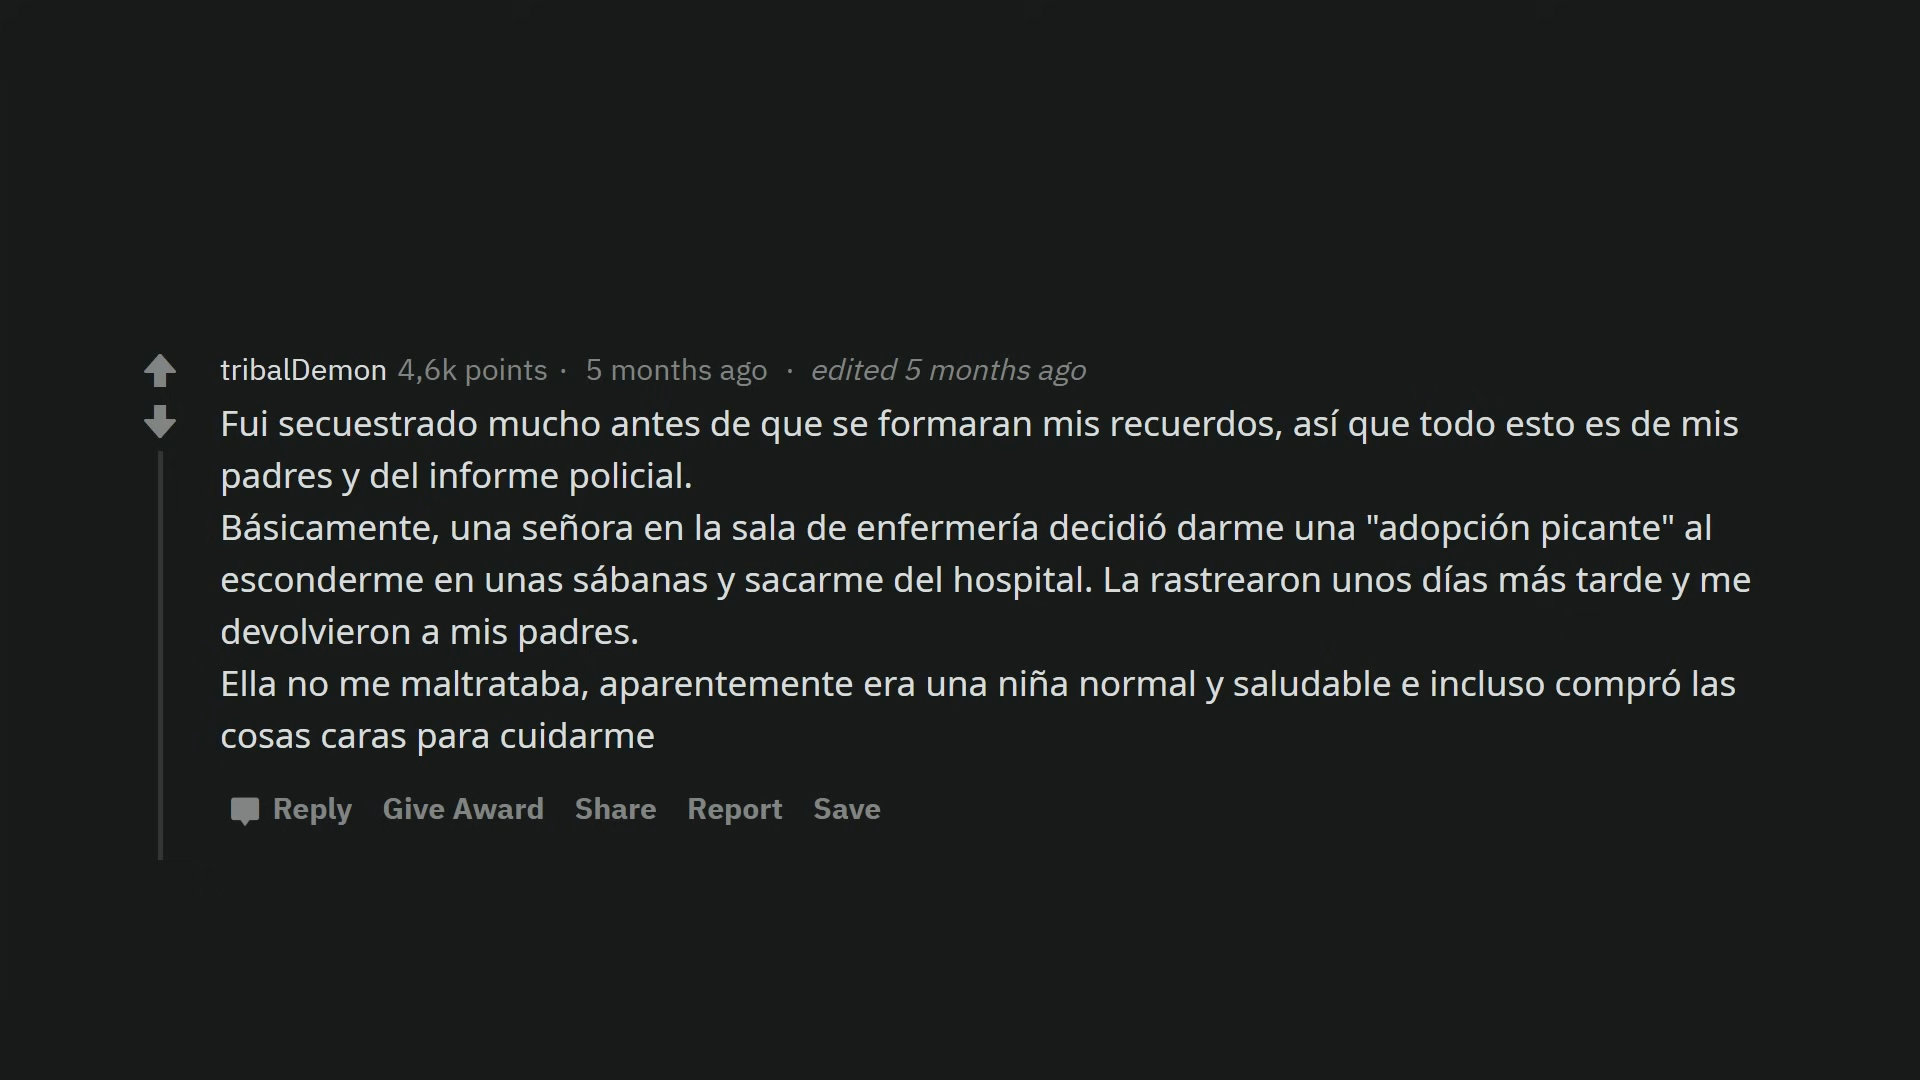 tribalDemon 4,6k points · 5 months ago · edited 5 months ago
Fui secuestrado mucho antes de que se formaran mis recuerdos, así que todo esto es de mis
padres y del informe policial.
Básicamente, una señora en la sala de enfermería decidió darme una "adopción picante" al
esconderme en unas sábanas y sacarme del hospital. La rastrearon unos días más tarde y me
devolvieron a mis padres.
Ella no me maltrataba, aparentemente era una niña normal y saludable e incluso compró las
cosas caras para cuidarme
Reply Give Award Share Report Save